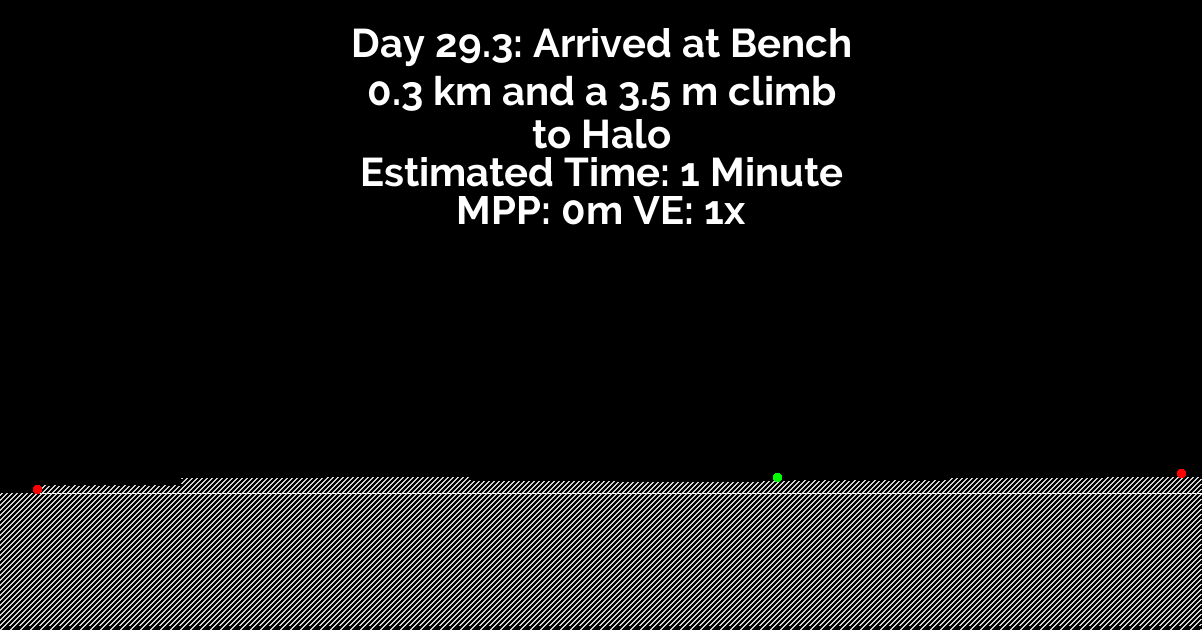 Day 29.3: Arrived at Bench
0.3 km and a 3.5 m climb
to Halo
Estimated Time: 1 Minute
MPP: 0m VE: 1x